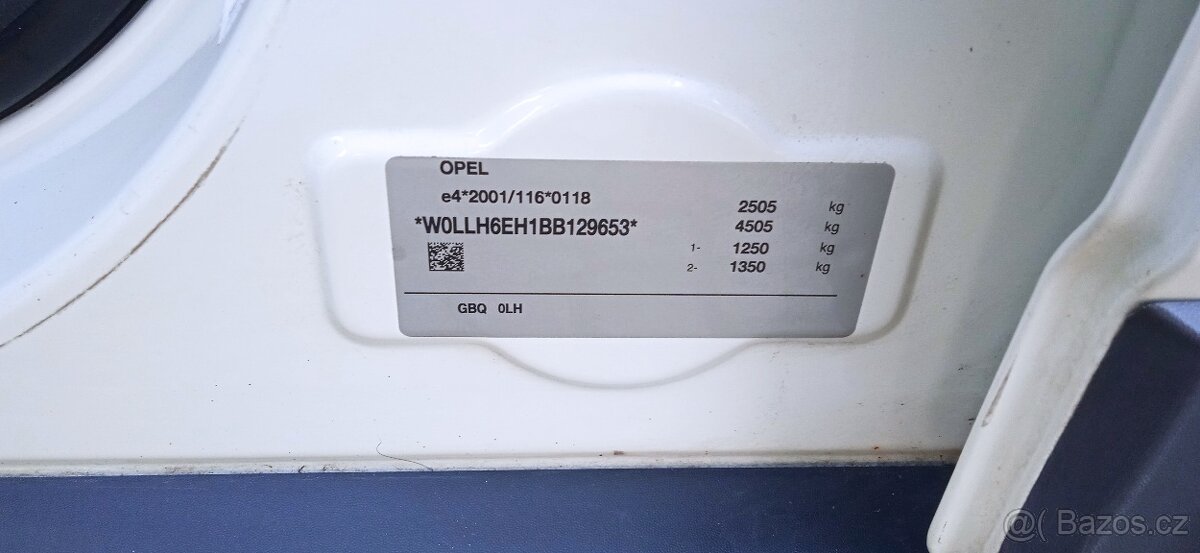 OPEL
e4*2001/116*0118
2505 kg
*W0LLH6EH1BB129653*
4505 kg
1- 1250 kg
2- 1350 kg
GBQ 0LH
@( Bazos.cz